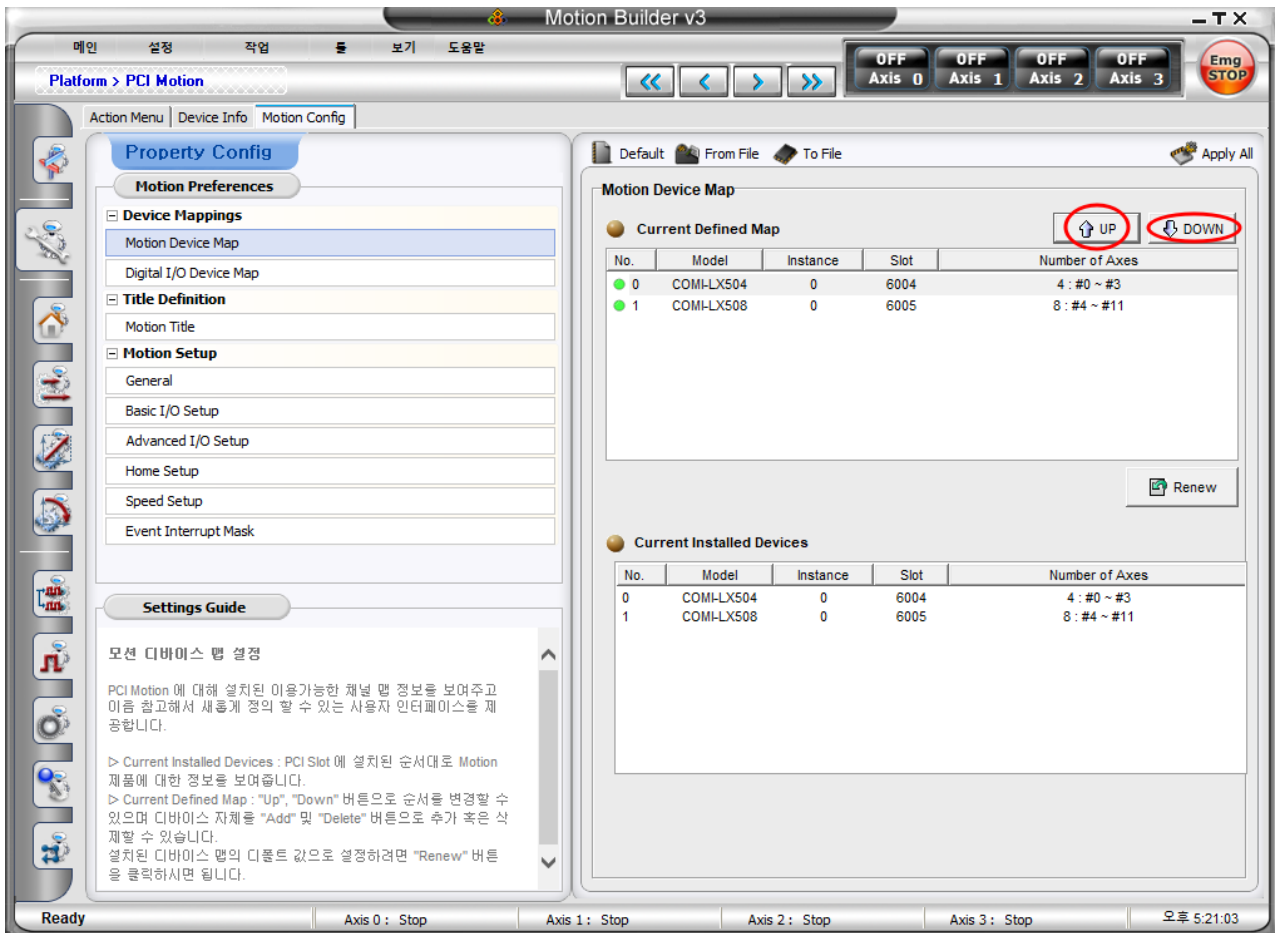 Motion Builder v3
메인 설정 작업 툴 보기 도움말
OFF OFF OFF OFF
Axis 0 Axis 1 Axis 2 Axis 3
Emg
STOP
Platform > PCI Motion
Action Menu Device Info Motion Config
Property Config
Motion Preferences
Device Mappings
Motion Device Map
Digital I/O Device Map
Title Definition
Motion Title
Motion Setup
General
Basic I/O Setup
Advanced I/O Setup
Home Setup
Speed Setup
Event Interrupt Mask
Settings Guide
모션 디바이스 맵 설정
PCI Motion 에 대해 설치된 이용가능한 채널 맵 정보를 보여주고
이를 참고해서 새롭게 정의 할 수 있는 사용자 인터페이스를 제
공합니다.
▷ Current Installed Devices : PCI Slot 에 설치된 순서대로 Motion
제품에 대한 정보를 보여줍니다.
▷ Current Defined Map : "Up", "Down" 버튼으로 순서를 변경할 수
있으며 디바이스 자체를 "Add" 및 "Delete" 버튼으로 추가 혹은 삭
제할 수 있습니다.
설치된 디바이스 맵의 디폴트 값으로 설정하려면 "Renew" 버튼
을 클릭하시면 됩니다.
Default From File To File Apply All
Motion Device Map
Current Defined Map
UP DOWN
No. Model Instance Slot Number of Axes
0 COMI-LX504 0 6004 4 : #0 ~ #3
1 COMI-LX508 0 6005 8 : #4 ~ #11
Renew
Current Installed Devices
No. Model Instance Slot Number of Axes
0 COMI-LX504 0 6004 4 : #0 ~ #3
1 COMI-LX508 0 6005 8 : #4 ~ #11
Ready Axis 0 : Stop Axis 1 : Stop Axis 2 : Stop Axis 3 : Stop 오후 5:21:03